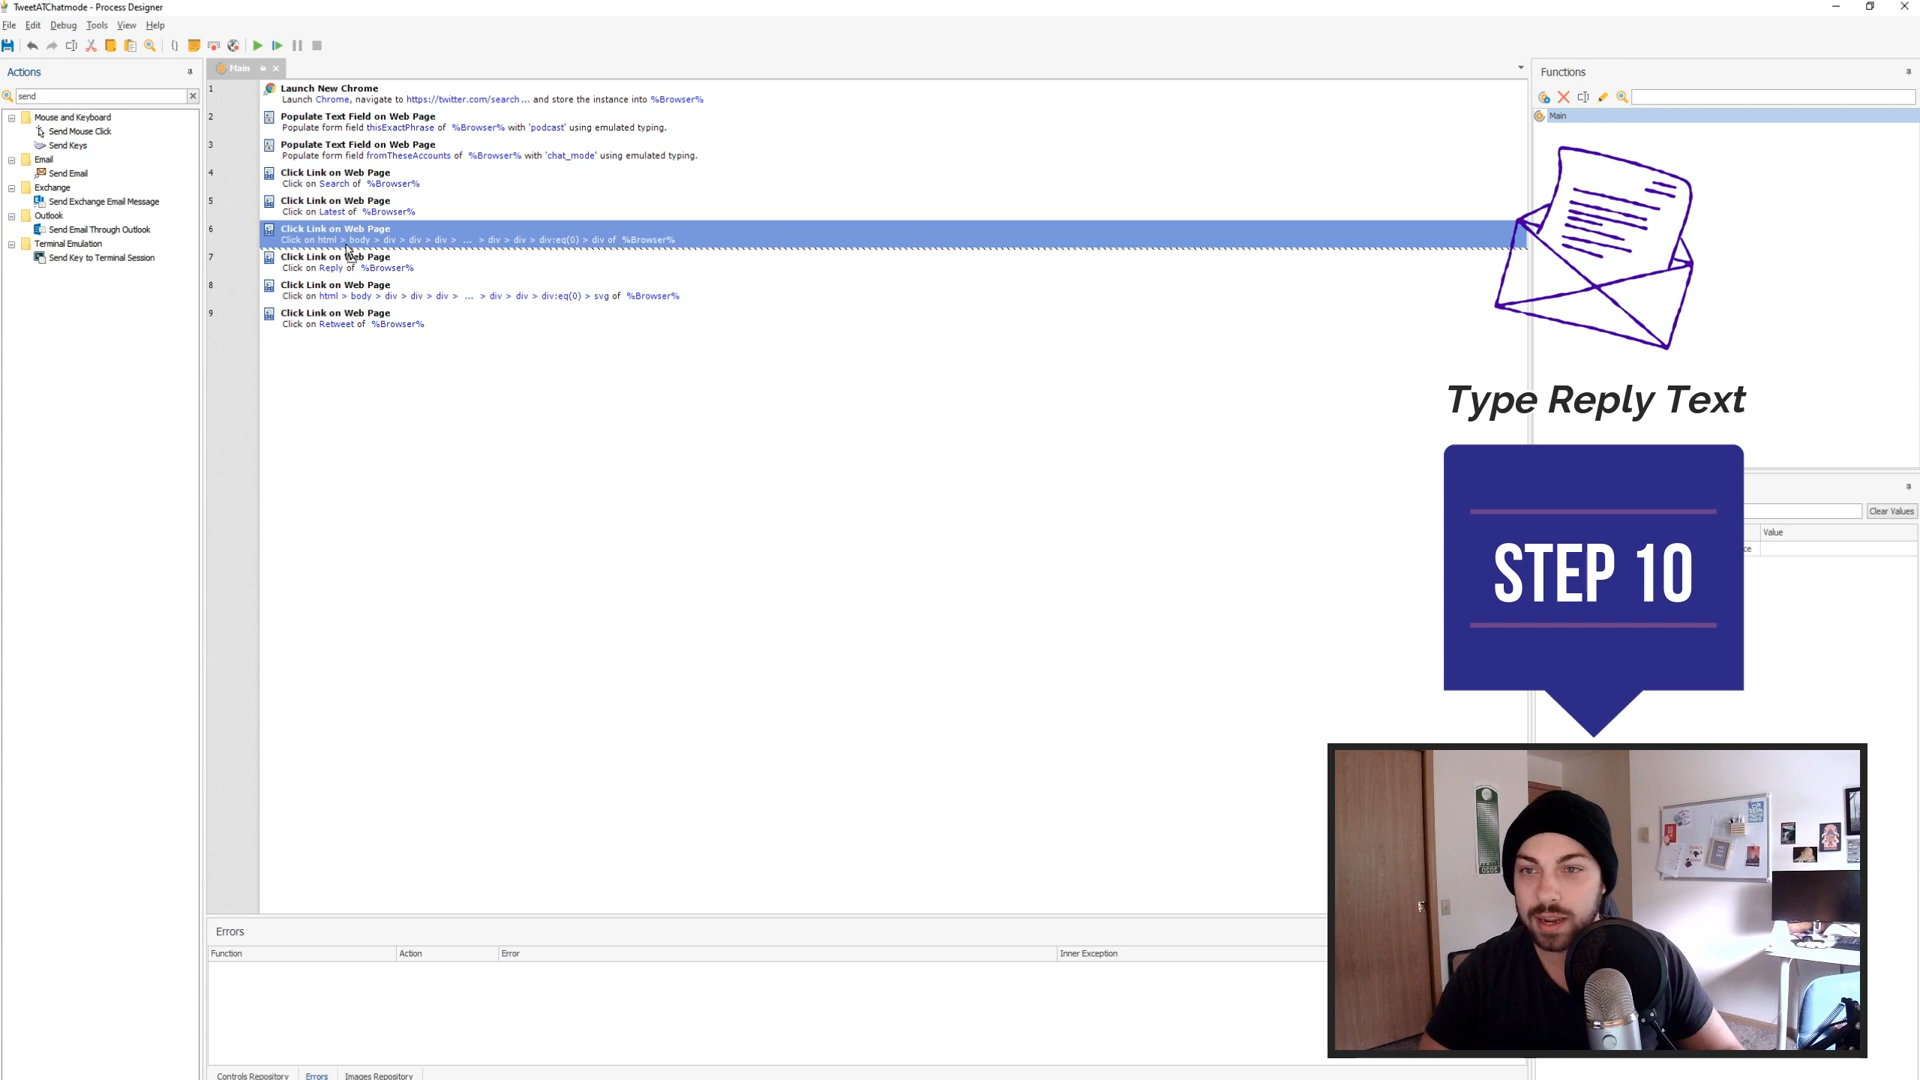 TweetATChatmode - Process Designer
File Edit Debug Tools View Help
Actions
send
Mouse and Keyboard
Send Mouse Click
Send Keys
Email
Send Email
Exchange
Send Exchange Email Message
Outlook
Send Email Through Outlook
Terminal Emulation
Send Key to Terminal Session
Main
1 Launch New Chrome
Launch Chrome, navigate to https://twitter.com/search... and store the instance into %Browser%
2 Populate Text Field on Web Page
Populate form field thisExactPhrase of %Browser% with 'podcast' using emulated typing.
3 Populate Text Field on Web Page
Populate form field fromTheseAccounts of %Browser% with 'chat_mode' using emulated typing.
4 Click Link on Web Page
Click on Search of %Browser%
5 Click Link on Web Page
Click on Latest of %Browser%
6 Click Link on Web Page
Click on html > body > div > div > div > ... > div > div > div:eq(0) > div of %Browser%
7 Click Link on Web Page
Click on Reply of %Browser%
8 Click Link on Web Page
Click on html > body > div > div > div > ... > div > div > div:eq(0) > svg of %Browser%
9 Click Link on Web Page
Click on Retweet of %Browser%
Functions
Main
Type Reply Text
STEP 10
Clear Values
Value
ce
Errors
Function Action Error Inner Exception
Controls Repository Errors Images Repository